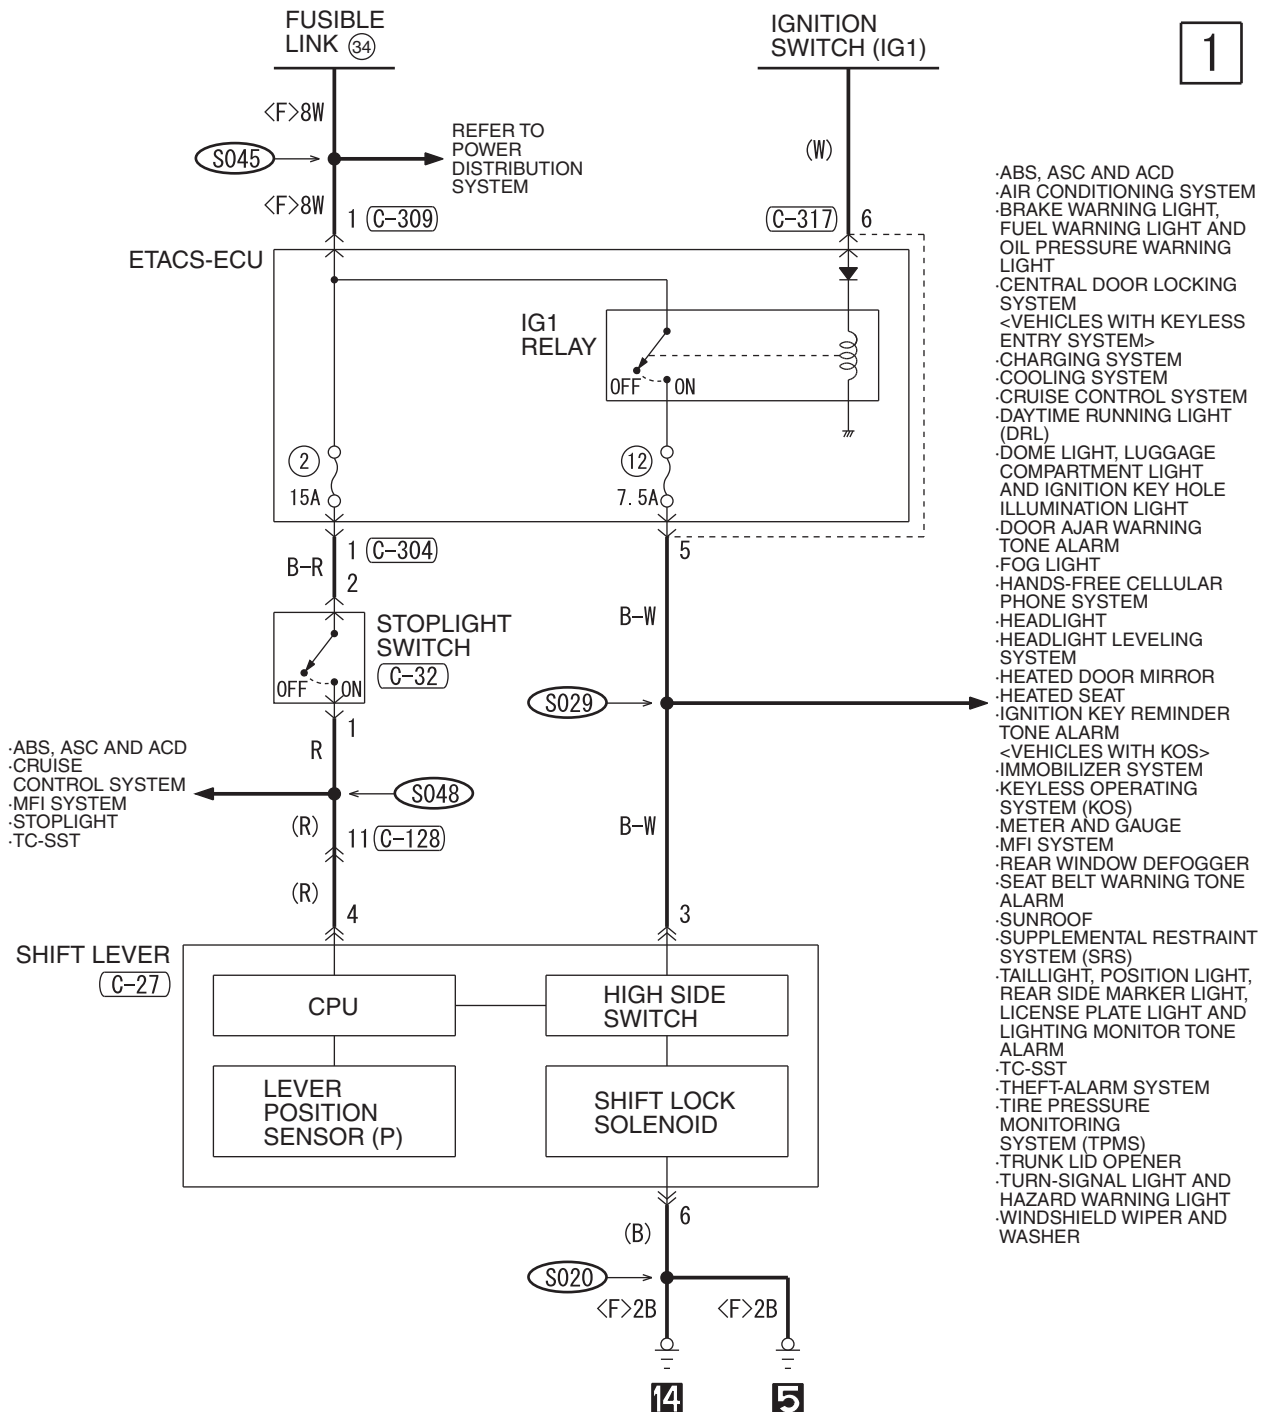 FUSIBLE
LINK 34
IGNITION
SWITCH (IG1)
1
<F>8W
S045
REFER TO
POWER
DISTRIBUTION
SYSTEM
(W)
<F>8W
1 C-309
C-317 6
ETACS-ECU
IG1
RELAY
OFF ON
2
15A
12
7.5A
1 C-304
5
B-R
2
STOPLIGHT
SWITCH
C-32
OFF ON
B-W
1
R
S029
·ABS, ASC AND ACD
·CRUISE
CONTROL SYSTEM
·MFI SYSTEM
·STOPLIGHT
·TC-SST
S048
(R)
11 C-128
B-W
(R)
4
3
SHIFT LEVER
C-27
CPU
HIGH SIDE
SWITCH
LEVER
POSITION
SENSOR (P)
SHIFT LOCK
SOLENOID
6
(B)
S020
<F>2B
<F>2B
14
5
·ABS, ASC AND ACD
·AIR CONDITIONING SYSTEM
·BRAKE WARNING LIGHT,
FUEL WARNING LIGHT AND
OIL PRESSURE WARNING
LIGHT
·CENTRAL DOOR LOCKING
SYSTEM
<VEHICLES WITH KEYLESS
ENTRY SYSTEM>
·CHARGING SYSTEM
·COOLING SYSTEM
·CRUISE CONTROL SYSTEM
·DAYTIME RUNNING LIGHT
(DRL)
·DOME LIGHT, LUGGAGE
COMPARTMENT LIGHT
AND IGNITION KEY HOLE
ILLUMINATION LIGHT
·DOOR AJAR WARNING
TONE ALARM
·FOG LIGHT
·HANDS-FREE CELLULAR
PHONE SYSTEM
·HEADLIGHT
·HEADLIGHT LEVELING
SYSTEM
·HEATED DOOR MIRROR
·HEATED SEAT
·IGNITION KEY REMINDER
TONE ALARM
<VEHICLES WITH KOS>
·IMMOBILIZER SYSTEM
·KEYLESS OPERATING
SYSTEM (KOS)
·METER AND GAUGE
·MFI SYSTEM
·REAR WINDOW DEFOGGER
·SEAT BELT WARNING TONE
ALARM
·SUNROOF
·SUPPLEMENTAL RESTRAINT
SYSTEM (SRS)
·TAILLIGHT, POSITION LIGHT,
REAR SIDE MARKER LIGHT,
LICENSE PLATE LIGHT AND
LIGHTING MONITOR TONE
ALARM
·TC-SST
·THEFT-ALARM SYSTEM
·TIRE PRESSURE
MONITORING
SYSTEM (TPMS)
·TRUNK LID OPENER
·TURN-SIGNAL LIGHT AND
HAZARD WARNING LIGHT
·WINDSHIELD WIPER AND
WASHER